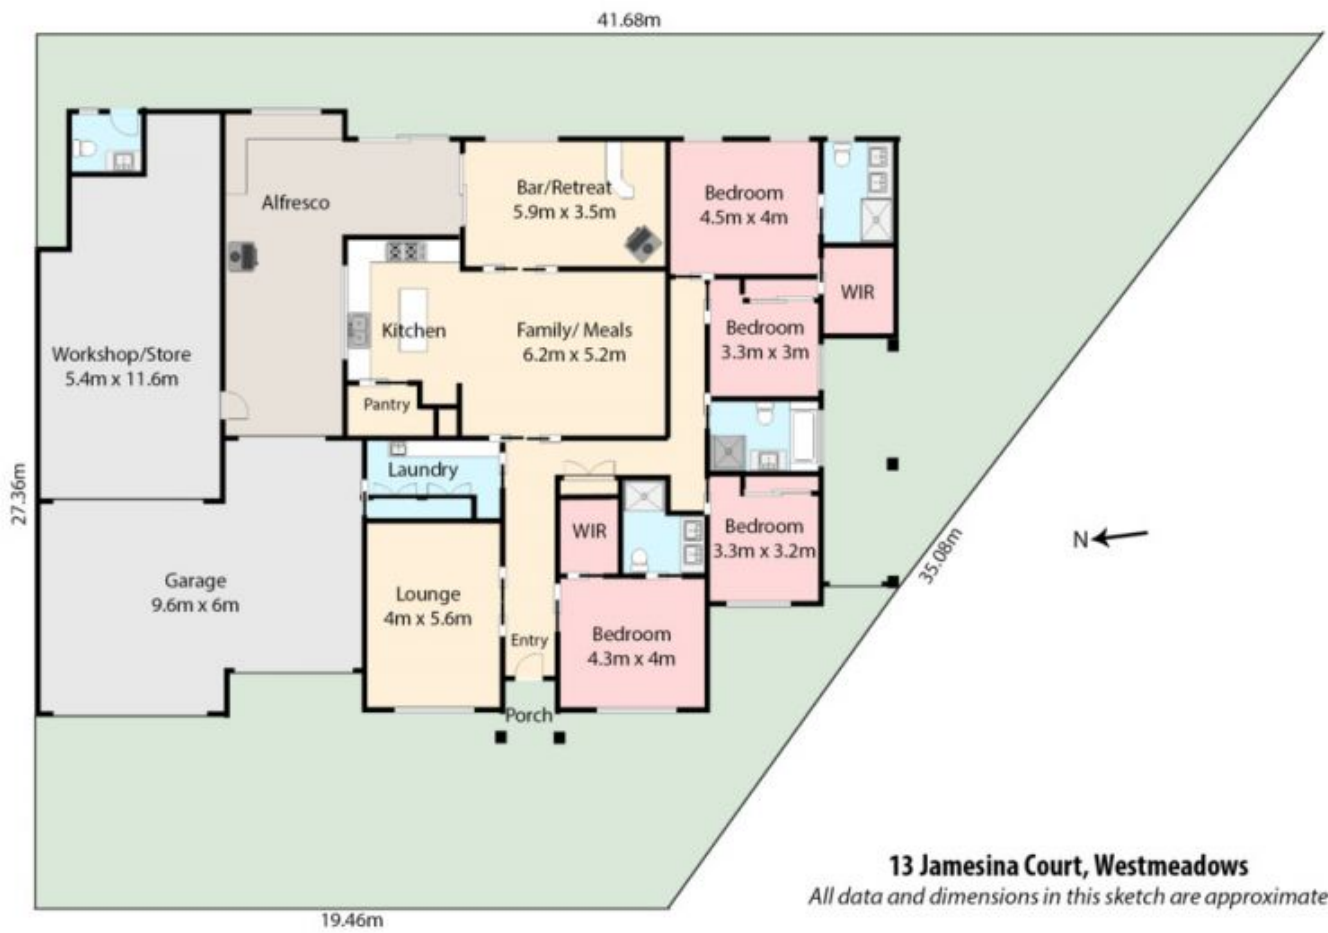 41.68m
Alfresco
Bar/Retreat
5.9m x 3.5m
Bedroom
4.5m x 4m
WIR
Kitchen
Family/ Meals
6.2m x 5.2m
Bedroom
3.3m x 3m
Workshop/Store
5.4m x 11.6m
Pantry
Laundry
27.36m
WIR
Bedroom
3.3m x 3.2m
N
35.08m
Garage
9.6m x 6m
Lounge
4m x 5.6m
Entry
Bedroom
4.3m x 4m
Porch
13 Jamesina Court, Westmeadows
All data and dimensions in this sketch are approximate
19.46m